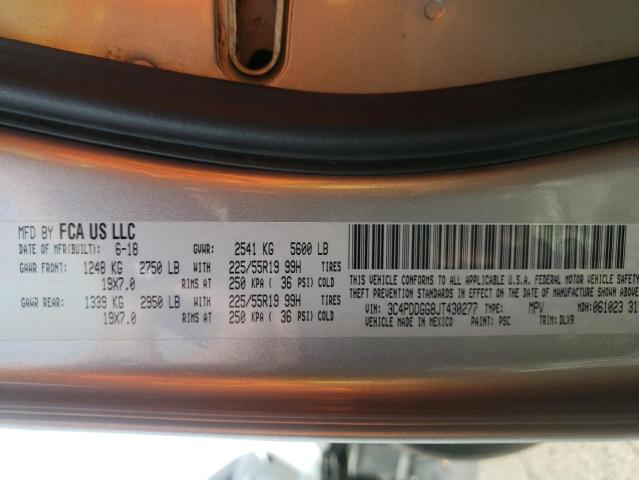 MFD BY FCA US LLC
DATE OF MFR(BUILT): 6-18 GVWR: 2541 KG 5600 LB
GAWR FRONT: 1248 KG 2750 LB WITH 225/55R19 99H TIRES
19X7.0 RIMS AT 250 KPA ( 36 PSI) COLD
GAWR REAR: 1339 KG 2950 LB WITH 225/55R19 99H TIRES
19X7.0 RIMS AT 250 KPA ( 36 PSI) COLD
THIS VEHICLE CONFORMS TO ALL APPLICABLE U.S.A. FEDERAL MOTOR VEHICLE SAFETY
THEFT PREVENTION STANDARDS IN EFFECT ON THE DATE OF MANUFACTURE SHOWN ABOVE
VIN: 3C4PDDGG8JT430277 TYPE: MPV MDH: 061023 31
VEHICLE MADE IN MEXICO PAINT: PSC TRIM: DLX9